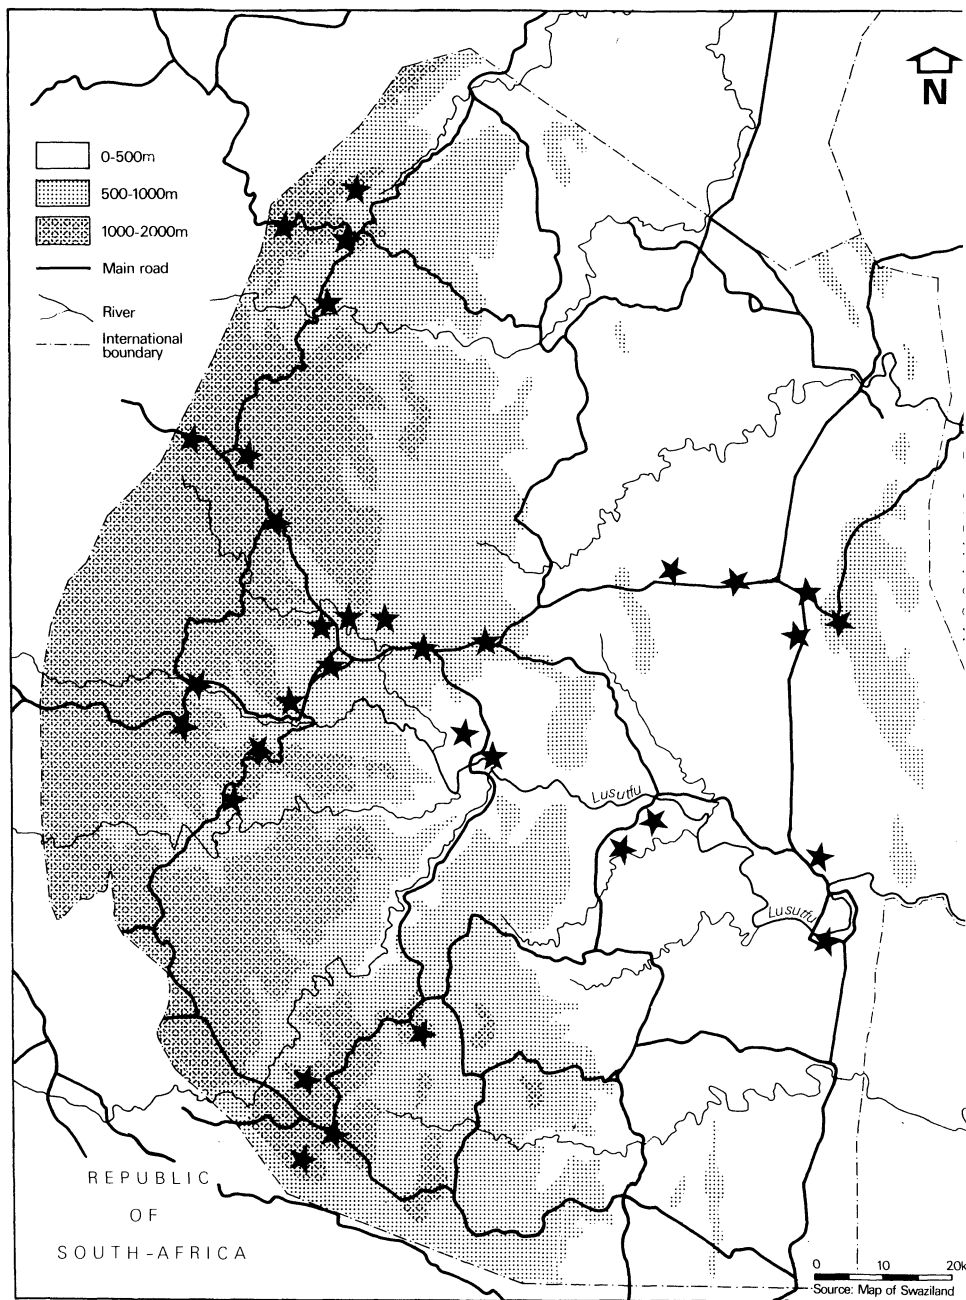 N
0-500m
500-1000m
1000-2000m
Main road
River
International
boundary
Lusutfu
Lusutfu
REPUBLIC
OF
SOUTH-AFRICA
0 10 20k
Source: Map of Swaziland